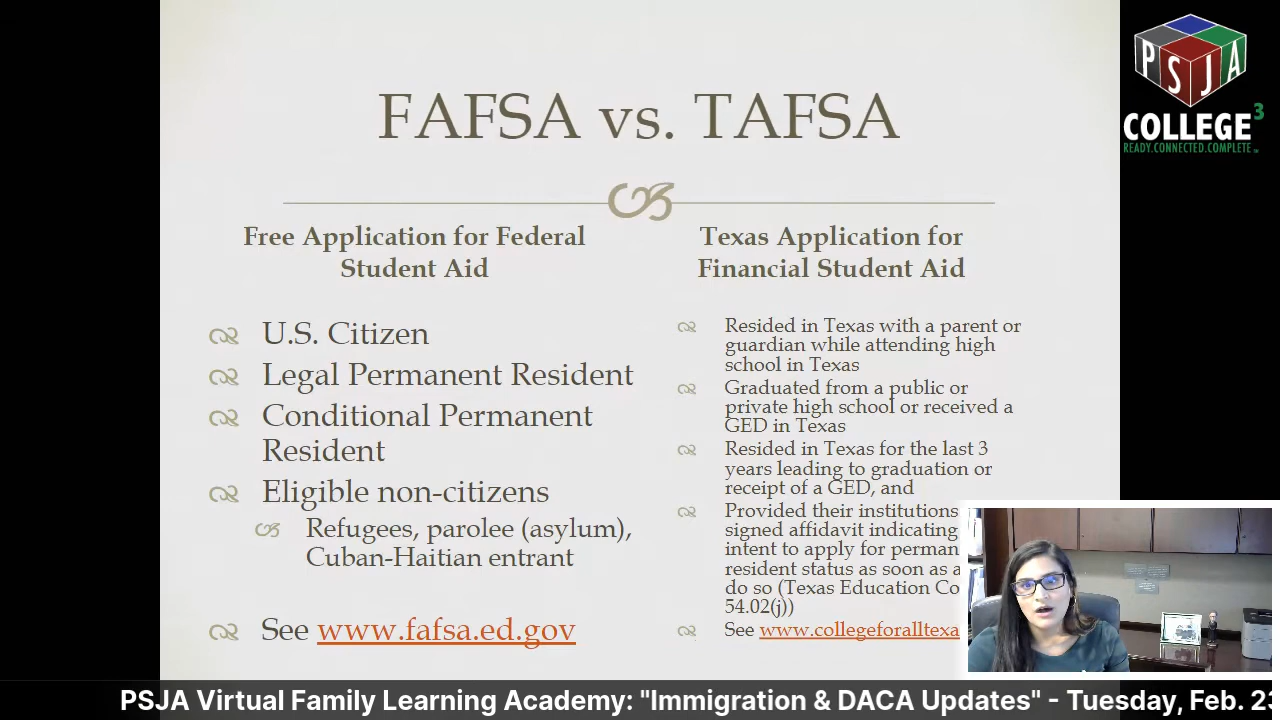 FAFSA vs. TAFSA
Free Application for Federal
Student Aid
U.S. Citizen
Legal Permanent Resident
Conditional Permanent
Resident
Eligible non-citizens
Refugees, parolee (asylum),
Cuban-Haitian entrant
See www.fafsa.ed.gov
Texas Application for
Financial Student Aid
Resided in Texas with a parent or
guardian while attending high
school in Texas
Graduated from a public or
private high school or received a
GED in Texas
Resided in Texas for the last 3
years leading to graduation or
receipt of a GED, and
Provided their institutions
signed affidavit indicating
intent to apply for perman
resident status as soon as a
do so (Texas Education Co
54.02(j))
See www.collegeforalltexa
PSJA
COLLEGE³
READY.CONNECTED.COMPLETE
PSJA Virtual Family Learning Academy: "Immigration & DACA Updates" - Tuesday, Feb. 23